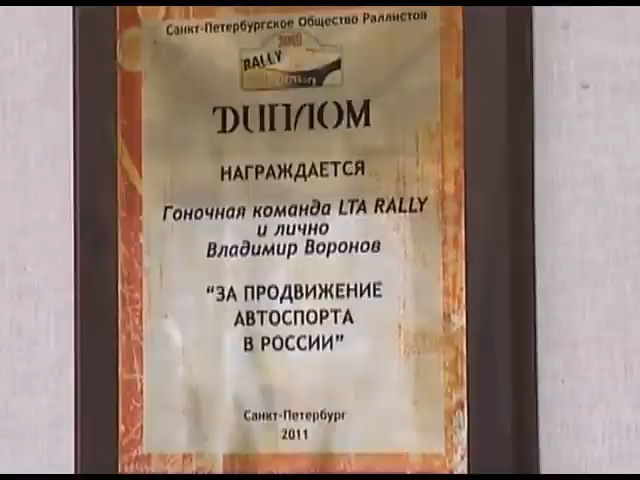 Санкт-Петербургское Общество Раллистов
RALLY
ДИПЛОМ
НАГРАЖДАЕТСЯ
Гоночная команда LTA RALLY
и лично
Владимир Воронов
"ЗА ПРОДВИЖЕНИЕ
АВТОСПОРТА
В РОССИИ"
Санкт-Петербург
2011